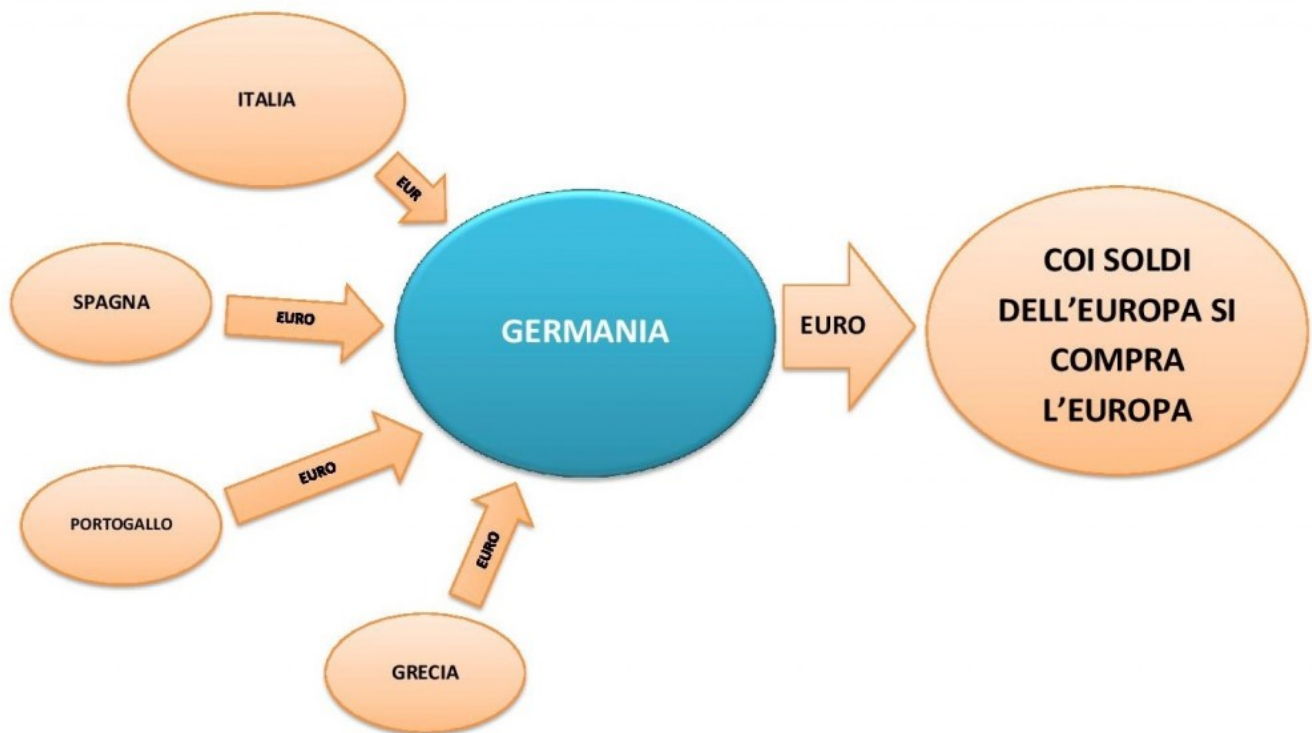 ITALIA
EUR
SPAGNA
EURO
GERMANIA
EURO
COI SOLDI
DELL'EUROPA SI
COMPRA
L'EUROPA
PORTOGALLO
EURO
GRECIA
EURO